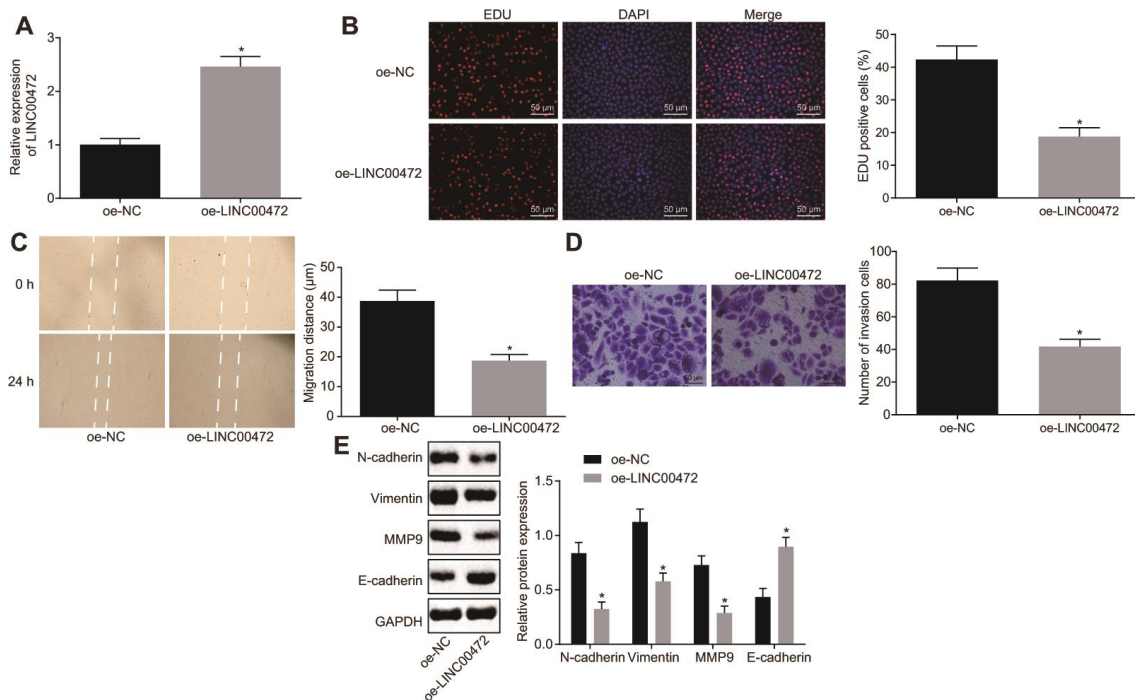 A
Relative expression
of LINC00472
3
2
1
0
*
oe-NC
oe-LINC00472
B
EDU
DAPI
Merge
oe-NC
50 μm
50 μm
50 μm
oe-LINC00472
50 μm
50 μm
50 μm
EDU positive cells (%)
50
40
30
20
10
0
*
oe-NC
oe-LINC00472
C
0 h
24 h
oe-NC
oe-LINC00472
Migration distance (μm)
50
40
30
20
10
0
*
oe-NC
oe-LINC00472
D
oe-NC
oe-LINC00472
50 μm
Number of invasion cells
100
80
60
40
20
0
*
oe-NC
oe-LINC00472
E
N-cadherin
Vimentin
MMP9
E-cadherin
GAPDH
oe-NC
oe-LINC00472
oe-NC
oe-LINC00472
Relative protein expression
1.5
1.0
0.5
0.0
*
*
*
*
N-cadherin
Vimentin
MMP9
E-cadherin